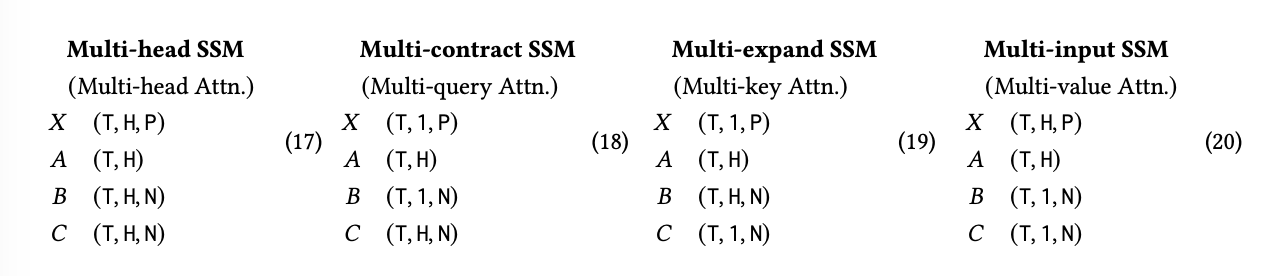 Multi-head SSM Multi-contract SSM Multi-expand SSM Multi-input SSM
(Multi-head Attn.) (Multi-query Attn.) (Multi-key Attn.) (Multi-value Attn.)
X (T, H, P) X (T, 1, P) X (T, 1, P) X (T, H, P)
(17) (18) (19) (20)
A (T, H) A (T, H) A (T, H) A (T, H)
B (T, H, N) B (T, 1, N) B (T, H, N) B (T, 1, N)
C (T, H, N) C (T, H, N) C (T, 1, N) C (T, 1, N)